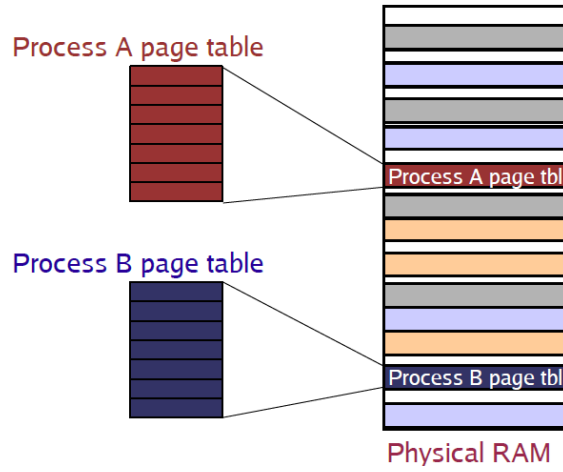 Process A page table
Process A page tbl
Process B page table
Process B page tbl
Physical RAM